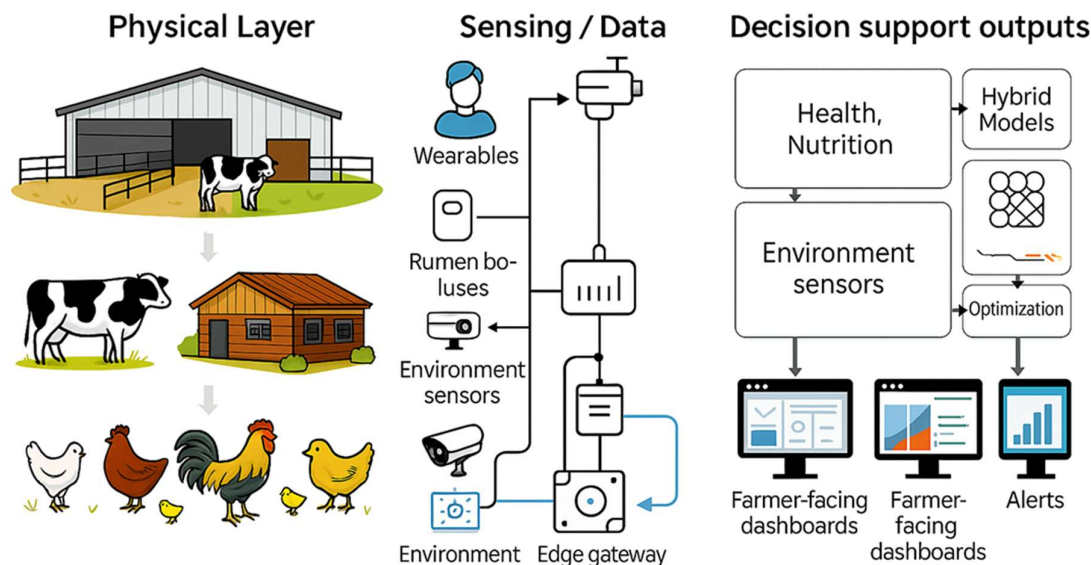 Physical Layer
Sensing / Data
Wearables
Rumen bo-
luses
Environment
sensors
Environment
Edge gateway
Decision support outputs
Health,
Nutrition
Hybrid
Models
Environment
sensors
Optimization
Farmer-facing
dashboards
Farmer-
facing
dashboards
Alerts